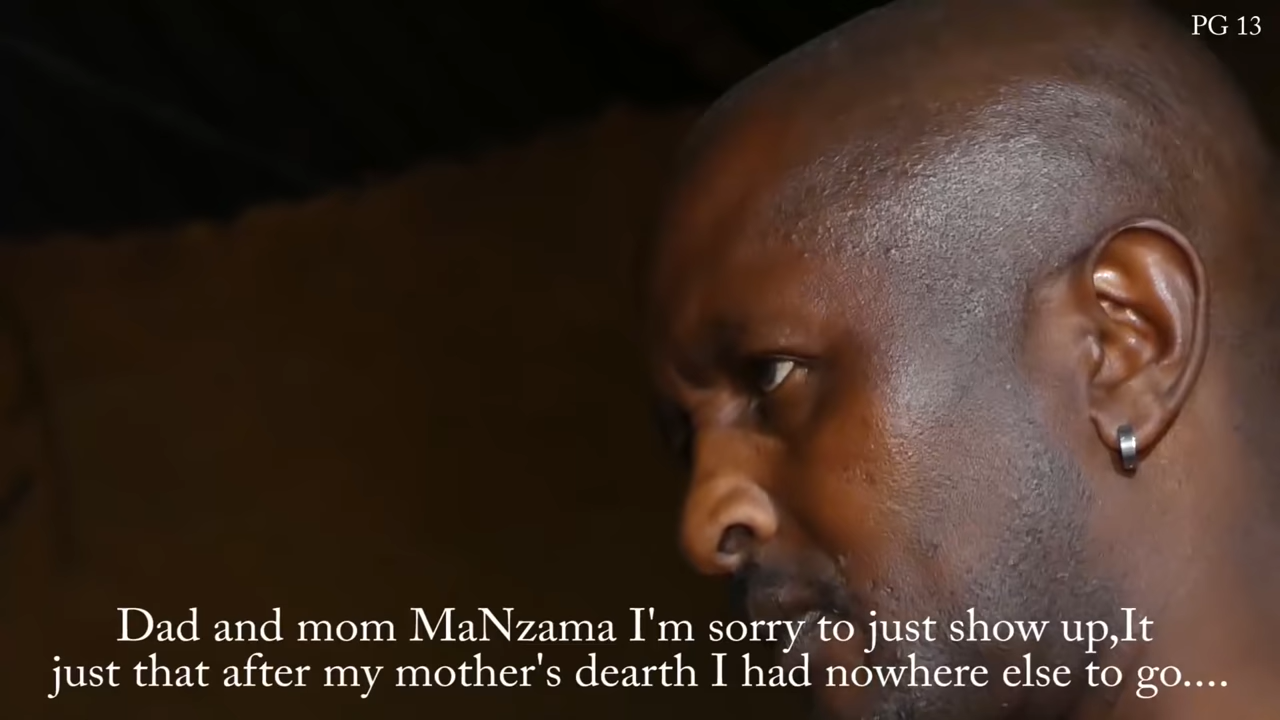 PG 13
Dad and mom MaNzama I'm sorry to just show up,It
just that after my mother's dearth I had nowhere else to go....